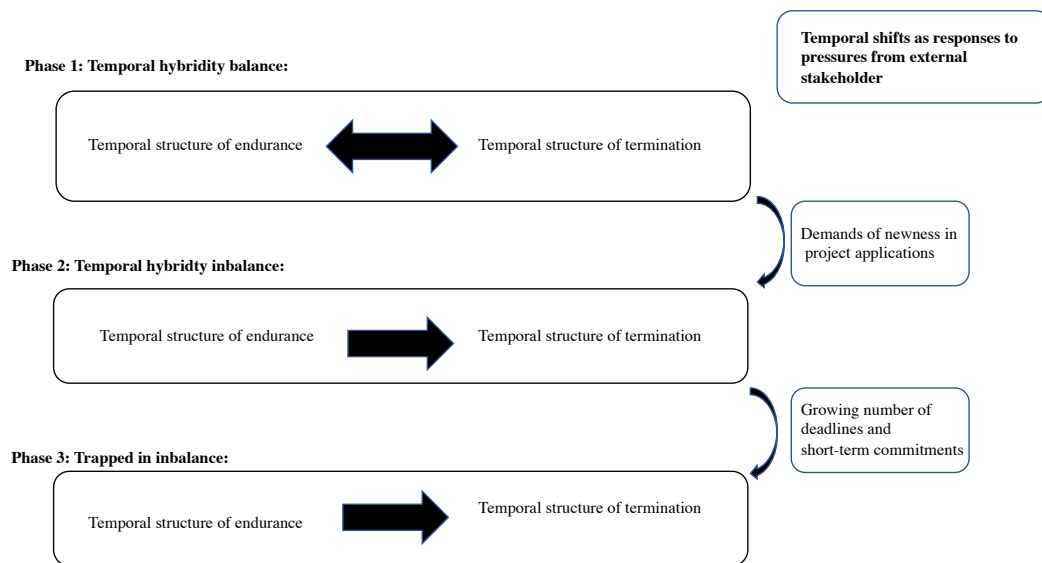 Temporal shifts as responses to
pressures from external
stakeholder
Phase 1: Temporal hybridity balance:
Temporal structure of endurance
Temporal structure of termination
Demands of newness in
project applications
Phase 2: Temporal hybridty inbalance:
Temporal structure of endurance
Temporal structure of termination
Growing number of
deadlines and
short-term commitments
Phase 3: Trapped in inbalance:
Temporal structure of endurance
Temporal structure of termination